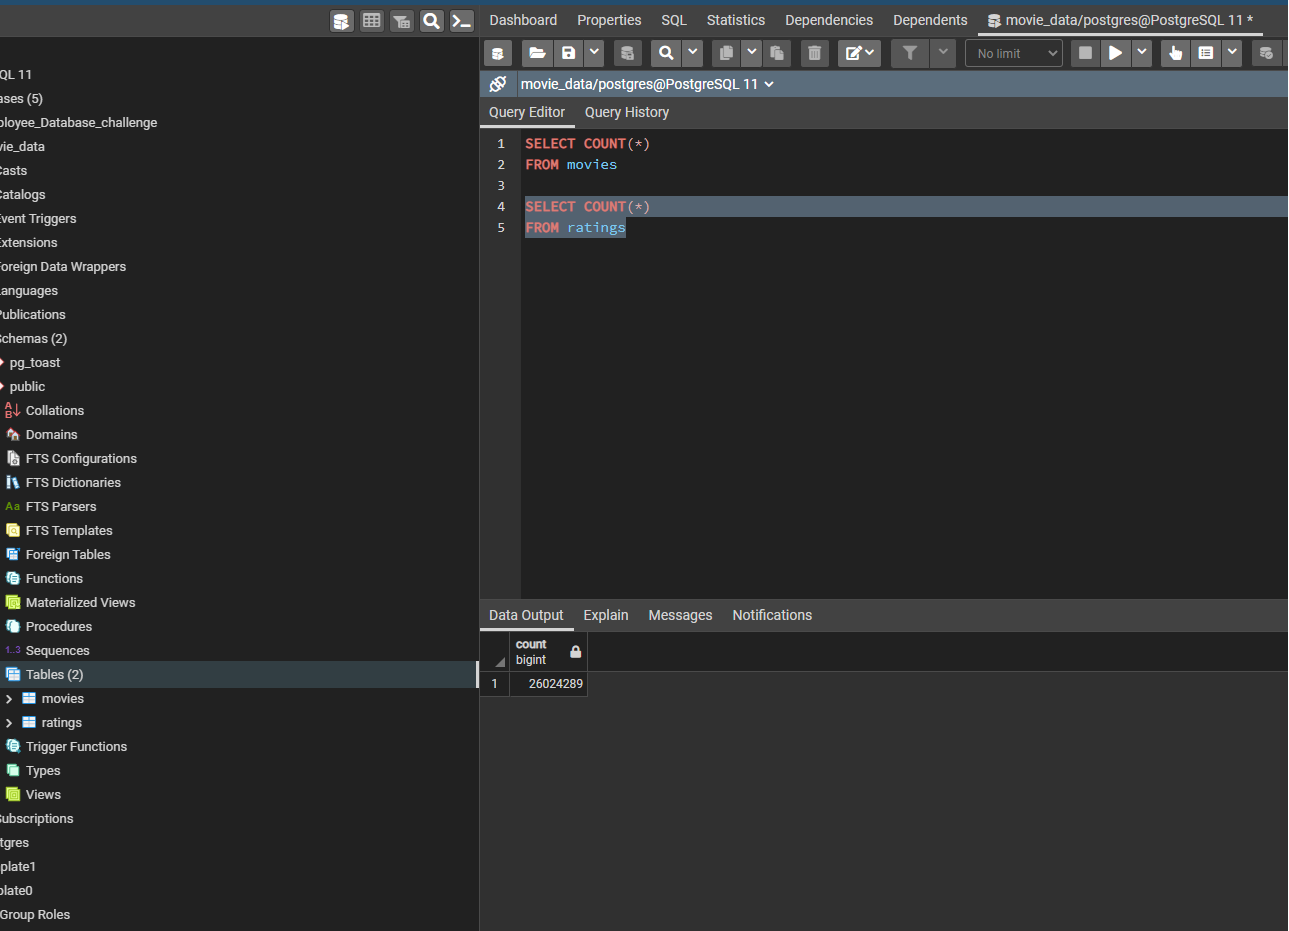 QL 11
ases (5)
ployee_Database_challenge
vie_data
Casts
Catalogs
Event Triggers
Extensions
Foreign Data Wrappers
Languages
Publications
Schemas (2)
pg_toast
public
Collations
Domains
FTS Configurations
FTS Dictionaries
Aa FTS Parsers
FTS Templates
Foreign Tables
Functions
Materialized Views
Procedures
1..3 Sequences
Tables (2)
movies
ratings
Trigger Functions
Types
Views
Subscriptions
tgres
plate1
plate0
Group Roles
Dashboard Properties SQL Statistics Dependencies Dependents movie_data/postgres@PostgreSQL 11 *
No limit
movie_data/postgres@PostgreSQL 11
Query Editor Query History
1 SELECT COUNT(*)
2 FROM movies
3
4 SELECT COUNT(*)
5 FROM ratings
Data Output Explain Messages Notifications
count
bigint
1 26024289